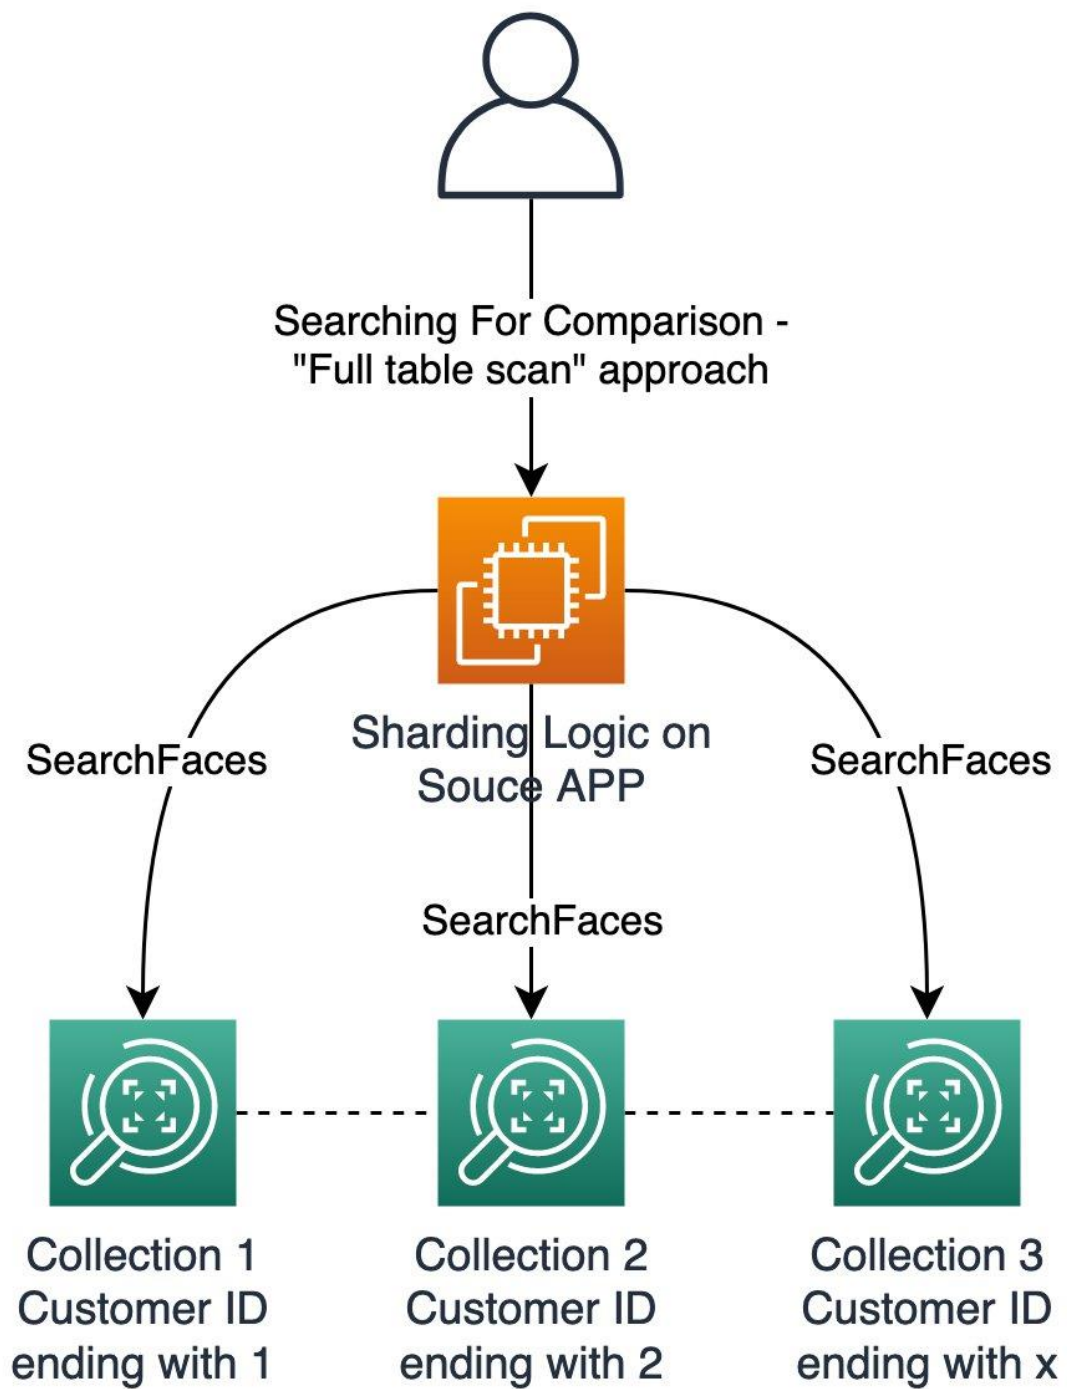 Searching For Comparison -
"Full table scan" approach
Sharding Logic on
Souce APP
SearchFaces
SearchFaces
SearchFaces
Collection 1
Customer ID
ending with 1
Collection 2
Customer ID
ending with 2
Collection 3
Customer ID
ending with x